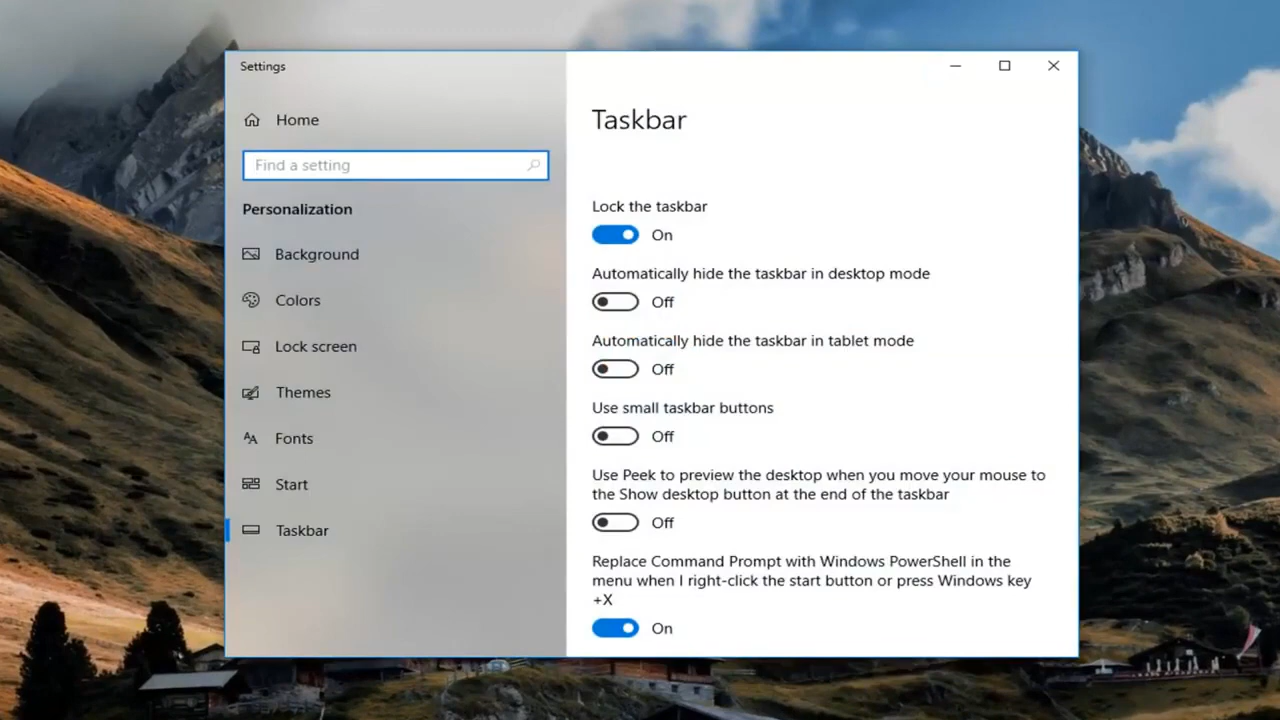 Settings
Home
Find a setting
Personalization
Background
Colors
Lock screen
Themes
Fonts
Start
Taskbar
Taskbar
Lock the taskbar
On
Automatically hide the taskbar in desktop mode
Off
Automatically hide the taskbar in tablet mode
Off
Use small taskbar buttons
Off
Use Peek to preview the desktop when you move your mouse to
the Show desktop button at the end of the taskbar
Off
Replace Command Prompt with Windows PowerShell in the
menu when I right-click the start button or press Windows key
+X
On